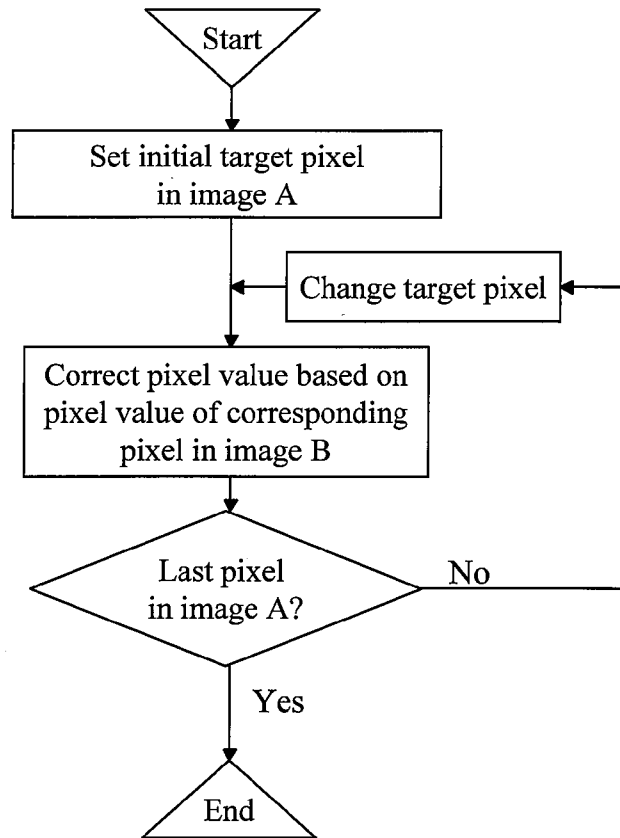 Start
Set initial target pixel
in image A
Change target pixel
Correct pixel value based on
pixel value of corresponding
pixel in image B
Last pixel
in image A?
No
Yes
End